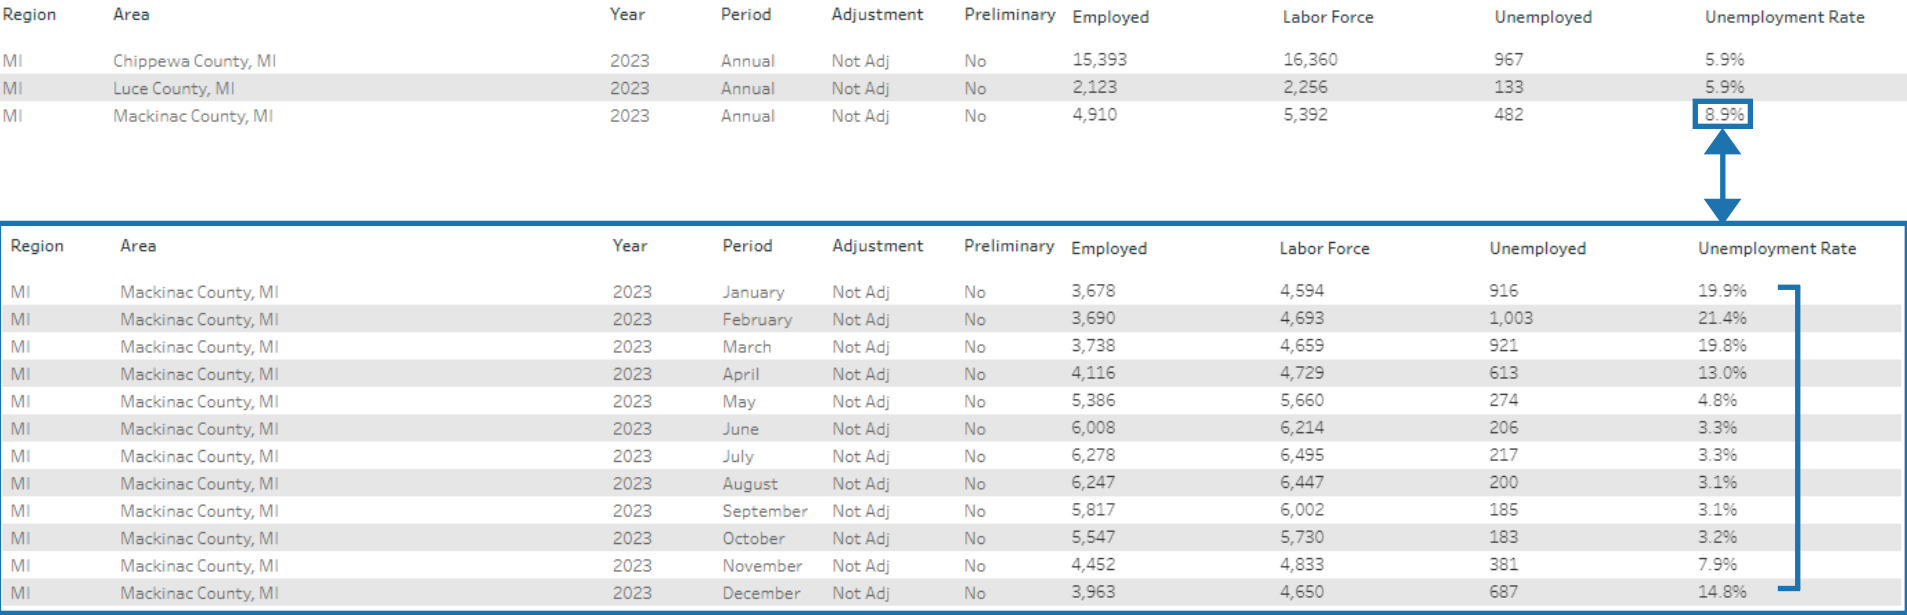 Region Area Year Period Adjustment Preliminary Employed Labor Force Unemployed Unemployment Rate
MI Chippewa County, MI 2023 Annual Not Adj No 15,393 16,360 967 5.9%
MI Luce County, MI 2023 Annual Not Adj No 2,123 2,256 133 5.9%
MI Mackinac County, MI 2023 Annual Not Adj No 4,910 5,392 482 8.9%
Region Area Year Period Adjustment Preliminary Employed Labor Force Unemployed Unemployment Rate
MI Mackinac County, MI 2023 January Not Adj No 3,678 4,594 916 19.9%
MI Mackinac County, MI 2023 February Not Adj No 3,690 4,693 1,003 21.4%
MI Mackinac County, MI 2023 March Not Adj No 3,738 4,659 921 19.8%
MI Mackinac County, MI 2023 April Not Adj No 4,116 4,729 613 13.0%
MI Mackinac County, MI 2023 May Not Adj No 5,386 5,660 274 4.8%
MI Mackinac County, MI 2023 June Not Adj No 6,008 6,214 206 3.3%
MI Mackinac County, MI 2023 July Not Adj No 6,278 6,495 217 3.3%
MI Mackinac County, MI 2023 August Not Adj No 6,247 6,447 200 3.1%
MI Mackinac County, MI 2023 September Not Adj No 5,817 6,002 185 3.1%
MI Mackinac County, MI 2023 October Not Adj No 5,547 5,730 183 3.2%
MI Mackinac County, MI 2023 November Not Adj No 4,452 4,833 381 7.9%
MI Mackinac County, MI 2023 December Not Adj No 3,963 4,650 687 14.8%